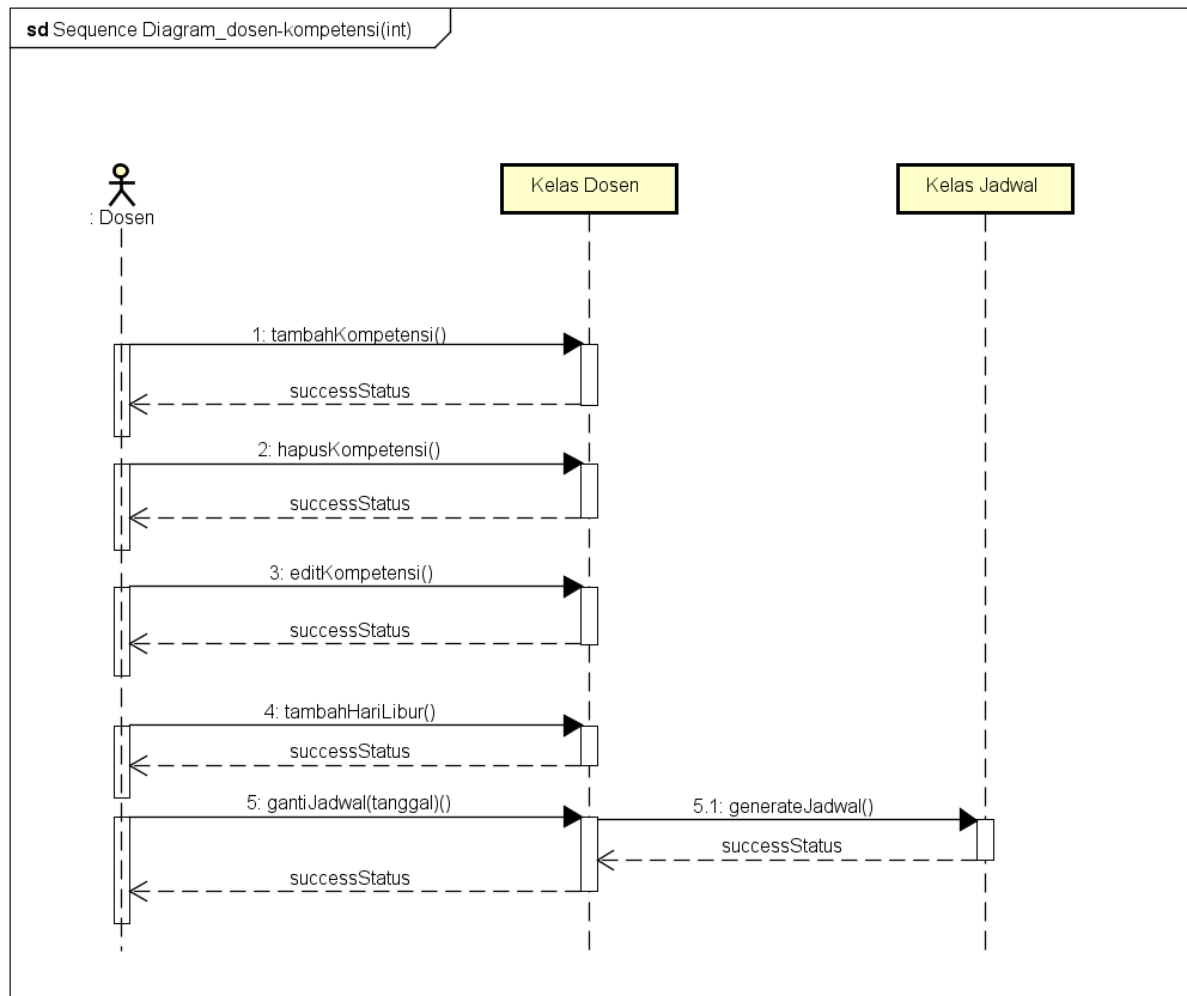 sd Sequence Diagram_dosen-kompetensi(int)
: Dosen
Kelas Dosen
Kelas Jadwal
1: tambahKompetensi()
successStatus
2: hapusKompetensi()
successStatus
3: editKompetensi()
successStatus
4: tambahHariLibur()
successStatus
5: gantiJadwal(tanggal)()
5.1: generateJadwal()
successStatus
successStatus